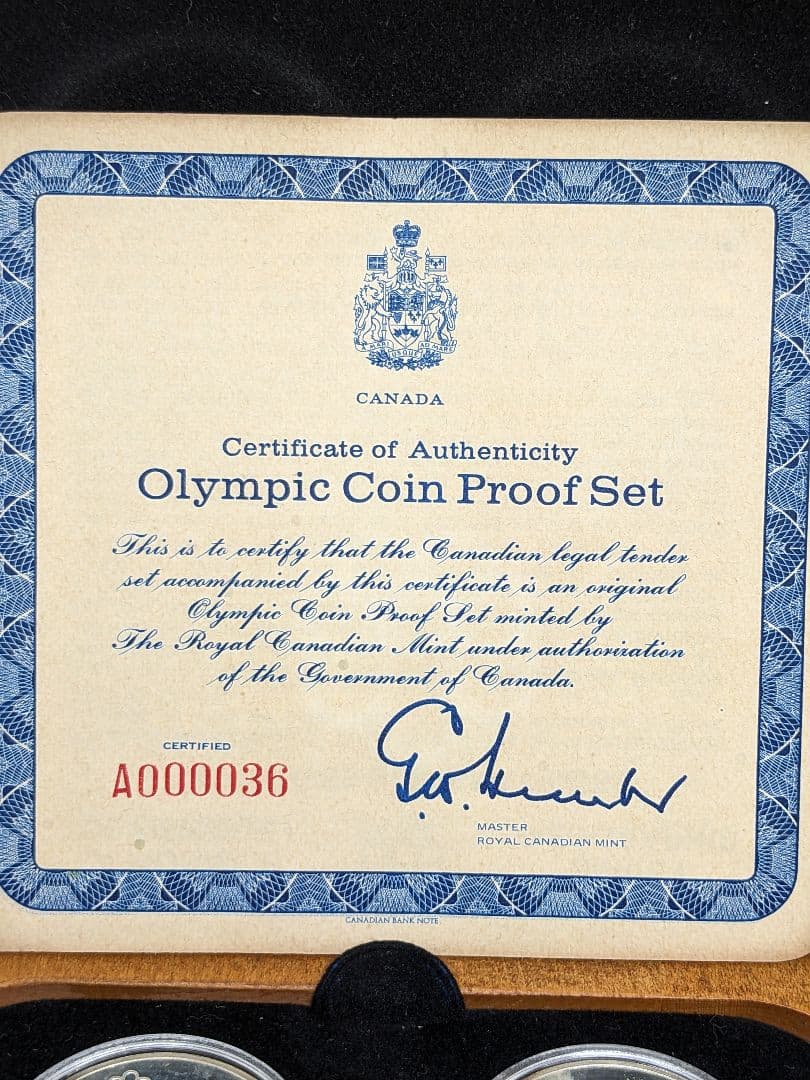 CANADA
Certificate of Authenticity
Olympic Coin Proof Set
This is to certify that the Canadian legal tender
set accompanied by this certificate is an original
Olympic Coin Proof Set minted by
The Royal Canadian Mint under authorization
of the Government of Canada.
CERTIFIED
A000036
MASTER
ROYAL CANADIAN MINT
CANADIAN BANK NOTE